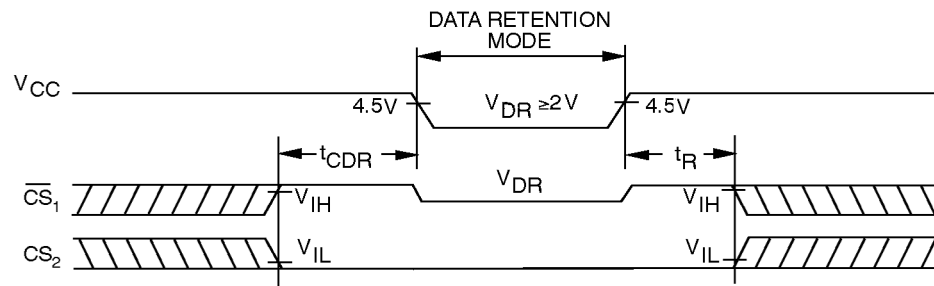 DATA RETENTION
MODE
VCC
4.5V
VDR ≥2V
4.5V
tCDR
tR
CS1
VIH
VDR
VIH
CS2
VIL
VIL